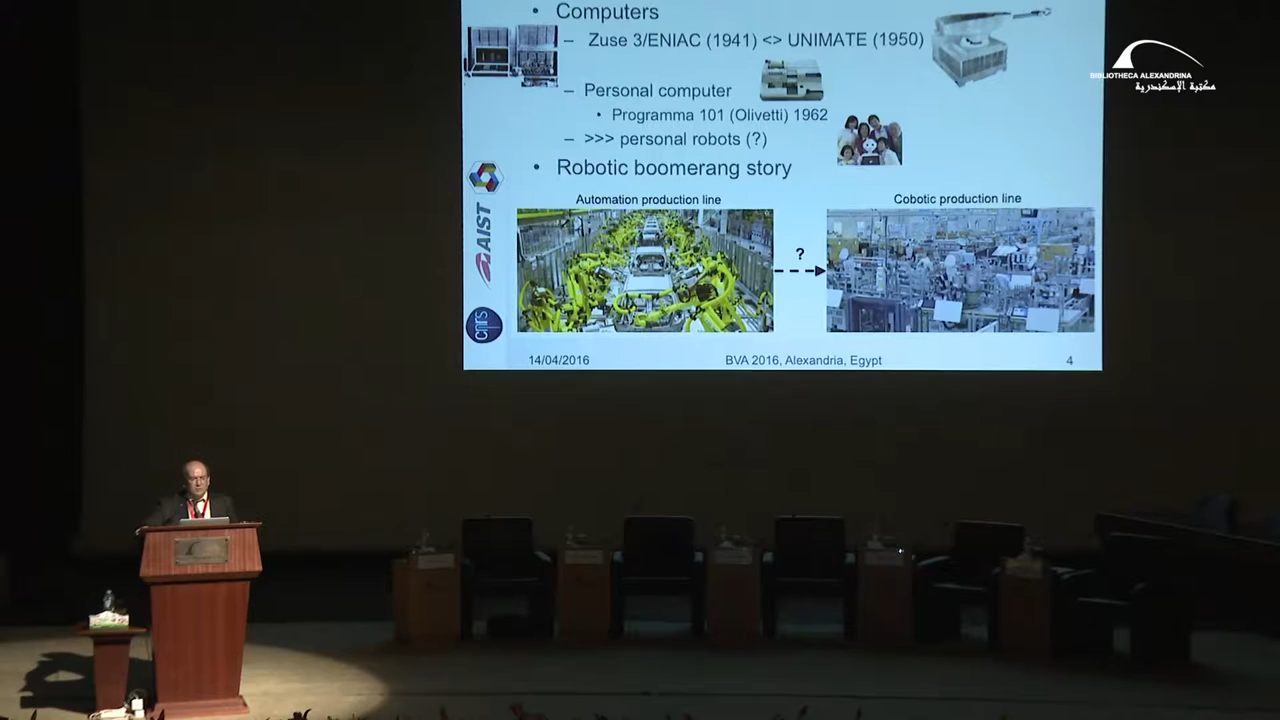 • Computers
– Zuse 3/ENIAC (1941) <> UNIMATE (1950)
– Personal computer
• Programma 101 (Olivetti) 1962
– >>> personal robots (?)
• Robotic boomerang story
Automation production line
Cobotic production line
?
AIST
cnrs
14/04/2016
BVA 2016, Alexandria, Egypt
4
BIBLIOTHECA ALEXANDRINA
مكتبة الإسكندرية